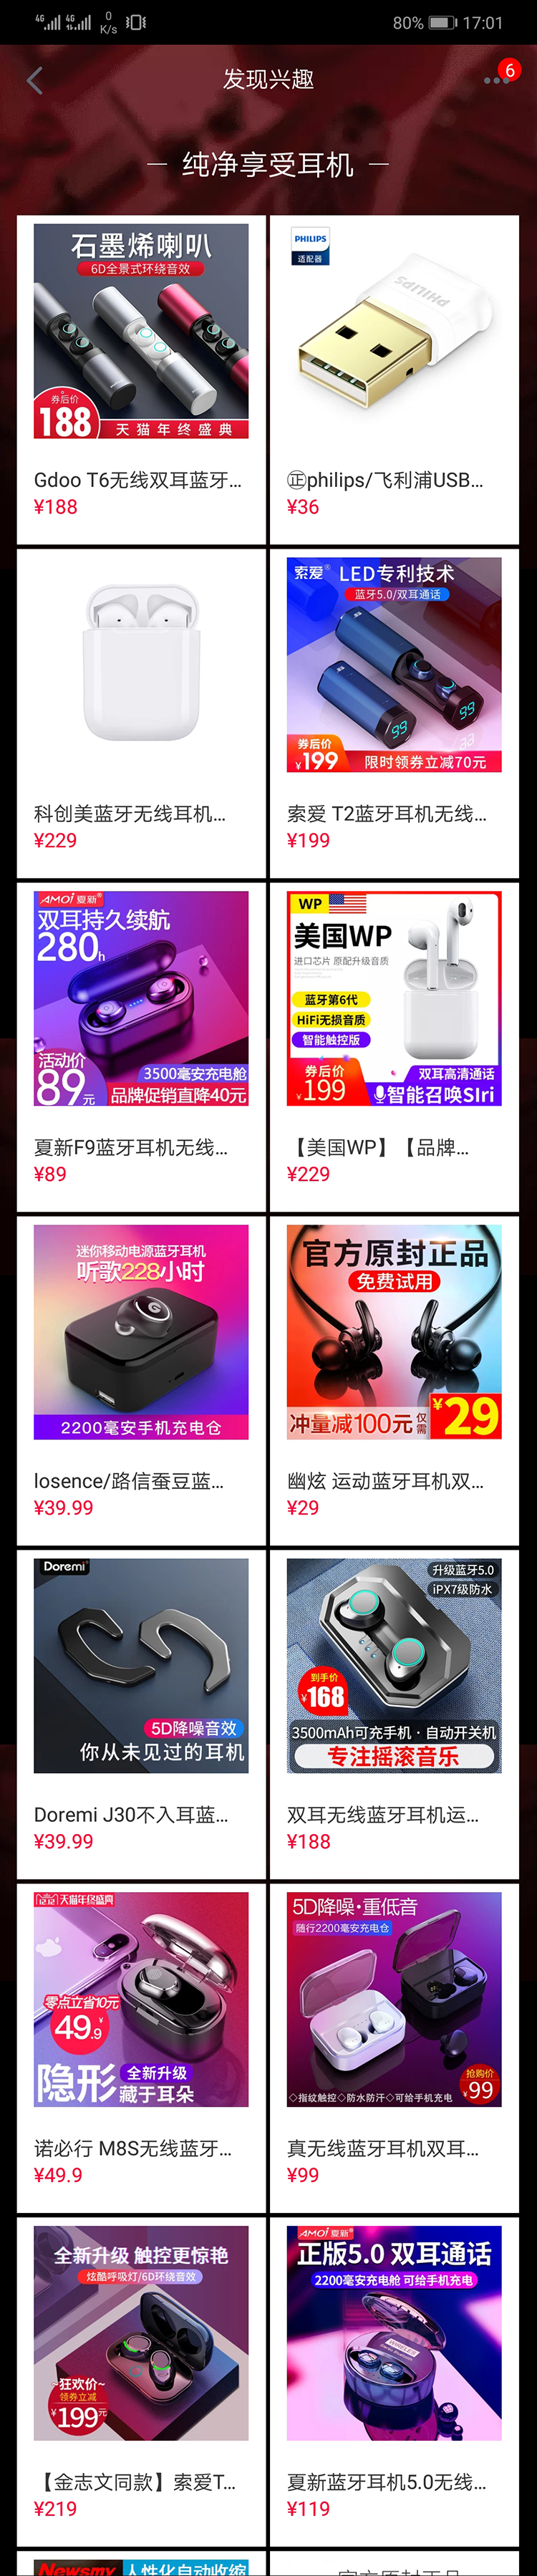 4G 4G 0 K/s 80% 17:01
发现兴趣
6
纯净享受耳机
石墨烯喇叭
6D全景式环绕音效
券后价
188
天猫年终盛典
Gdoo T6无线双耳蓝牙...
¥188
PHILIPS
适配器
PHILIPS
㊣philips/飞利浦USB...
¥36
科创美蓝牙无线耳机...
¥229
索爱® LED专利技术
蓝牙5.0/双耳通话
99
99
券后价
¥199
限时领券立减70元
索爱 T2蓝牙耳机无线...
¥199
AMOI夏新®
双耳持久续航
280h
活动价
89元
3500毫安充电舱
品牌促销直降40元
夏新F9蓝牙耳机无线...
¥89
WP
美国WP
进口芯片 原配升级音质
蓝牙第6代
HiFi无损音质
智能触控版
券后价
¥199
双耳高清通话
智能召唤SIri
【美国WP】【品牌...
¥229
迷你移动电源蓝牙耳机
听歌228小时
2200毫安手机充电仓
losence/路信蚕豆蓝...
¥39.99
官方原封正品
免费试用
冲量减100元
仅需
¥29
幽炫 运动蓝牙耳机双...
¥29
Doremi
5D降噪音效
你从未见过的耳机
Doremi J30不入耳蓝...
¥39.99
升级蓝牙5.0
iPX7级防水
到手价
¥168
3500mAh可充手机·自动开关机
专注摇滚音乐
双耳无线蓝牙耳机运...
¥188
12.12天猫年终盛典
零点立省10元
49.9
¥
隐形
全新升级
藏于耳朵
诺必行 M8S无线蓝牙...
¥49.9
5D降噪·重低音
随行2200毫安充电仓
抢购价
¥99
◇指纹触控◇防水防汗◇可给手机充电
真无线蓝牙耳机双耳...
¥99
全新升级 触控更惊艳
炫酷呼吸灯/6D环绕音效
~狂欢价~
领券立减
¥199元
【金志文同款】索爱T...
¥219
AMOI夏新®
正版5.0 双耳通话
2200毫安充电舱 可给手机充电
WIRELESS
夏新蓝牙耳机5.0无线...
¥119
Newsmy 人性化自动收缩
官方原封正品